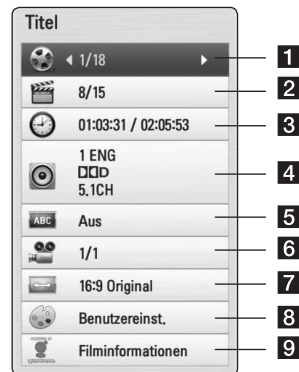 Titel
1/18
1
8/15
2
01:03:31 / 02:05:53
3
1 ENG
DD D
5.1CH
4
ABC Aus
5
1/1
6
16:9 Original
7
Benutzereinst.
8
Filminformationen
9